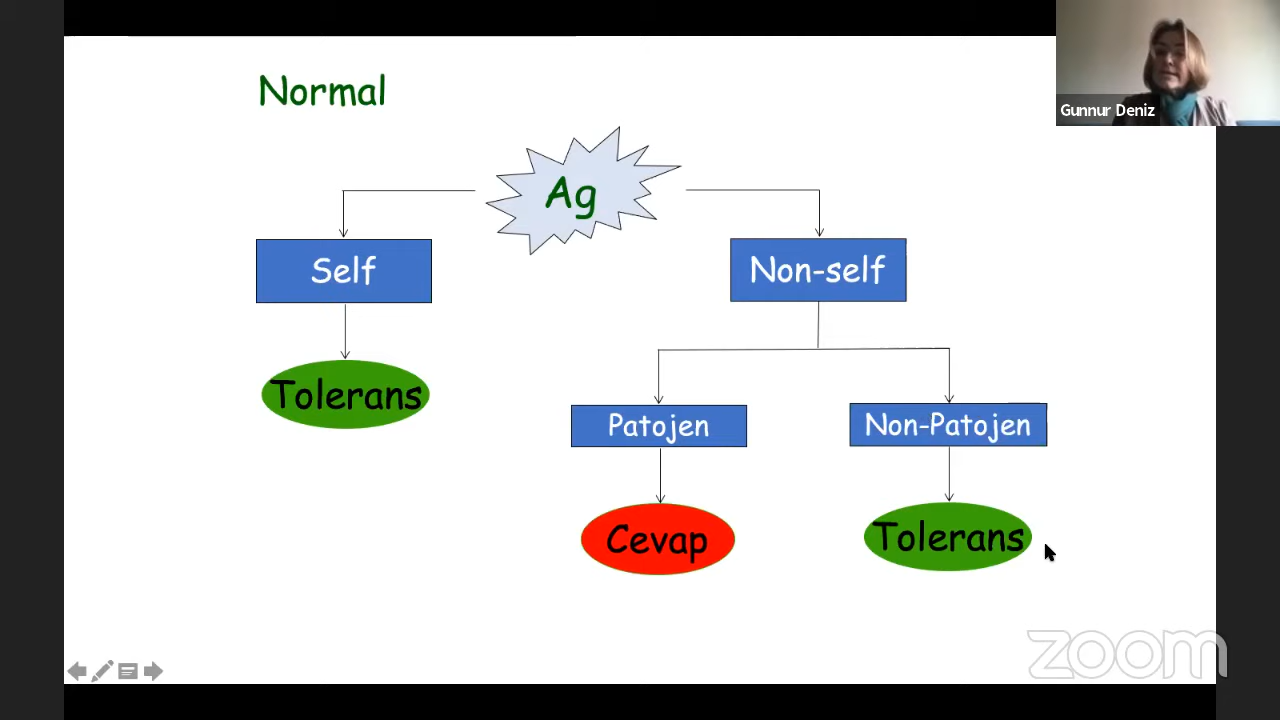 Normal
Gunnur Deniz
Ag
Self
Non-self
Tolerans
Patojen
Non-Patojen
Cevap
Tolerans
zoom